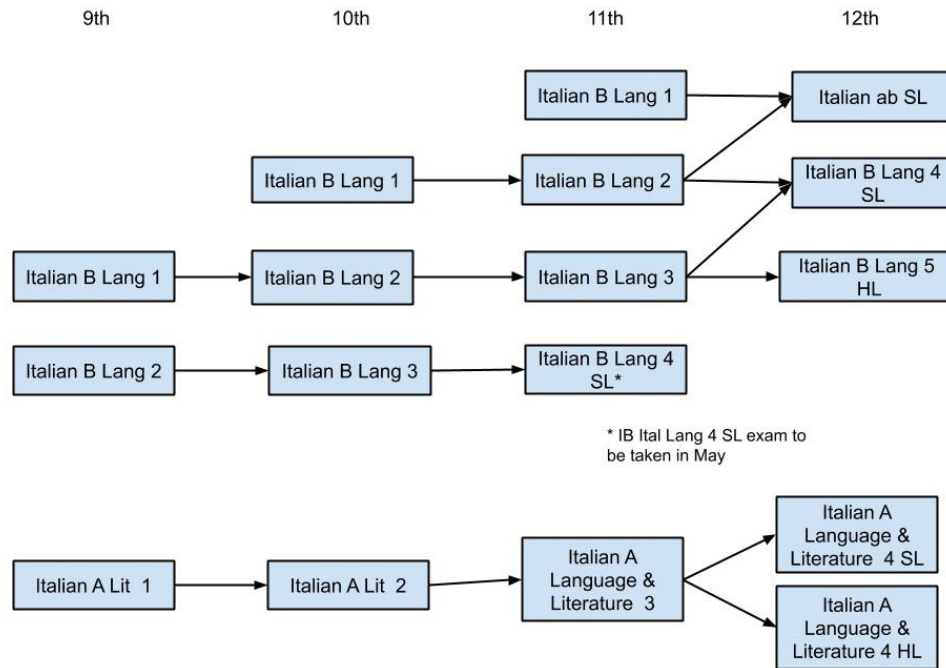 9th
10th
11th
12th
Italian B Lang 1
Italian ab SL
Italian B Lang 1
Italian B Lang 2
Italian B Lang 4
SL
Italian B Lang 1
Italian B Lang 2
Italian B Lang 3
Italian B Lang 5
HL
Italian B Lang 2
Italian B Lang 3
Italian B Lang 4
SL*
* IB Ital Lang 4 SL exam to
be taken in May
Italian A Lit 1
Italian A Lit 2
Italian A
Language &
Literature 3
Italian A
Language &
Literature 4 SL
Italian A
Language &
Literature 4 HL